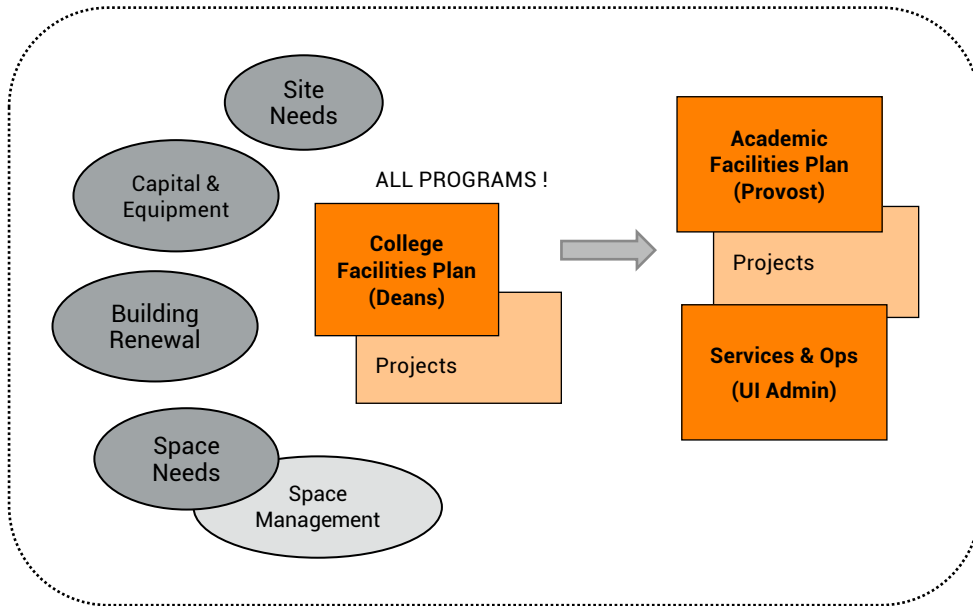 Site
Needs
Capital &
Equipment
Building
Renewal
Space
Needs
Space
Management
ALL PROGRAMS !
College
Facilities Plan
(Deans)
Projects
Academic
Facilities Plan
(Provost)
Projects
Services & Ops
(UI Admin)